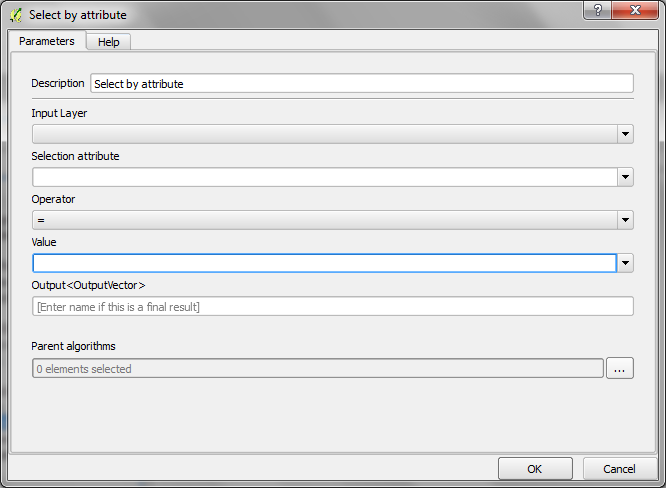 Select by attribute
Parameters Help
Description Select by attribute
Input Layer
Selection attribute
Operator
=
Value
Output<OutputVector>
[Enter name if this is a final result]
Parent algorithms
0 elements selected ...
OK Cancel